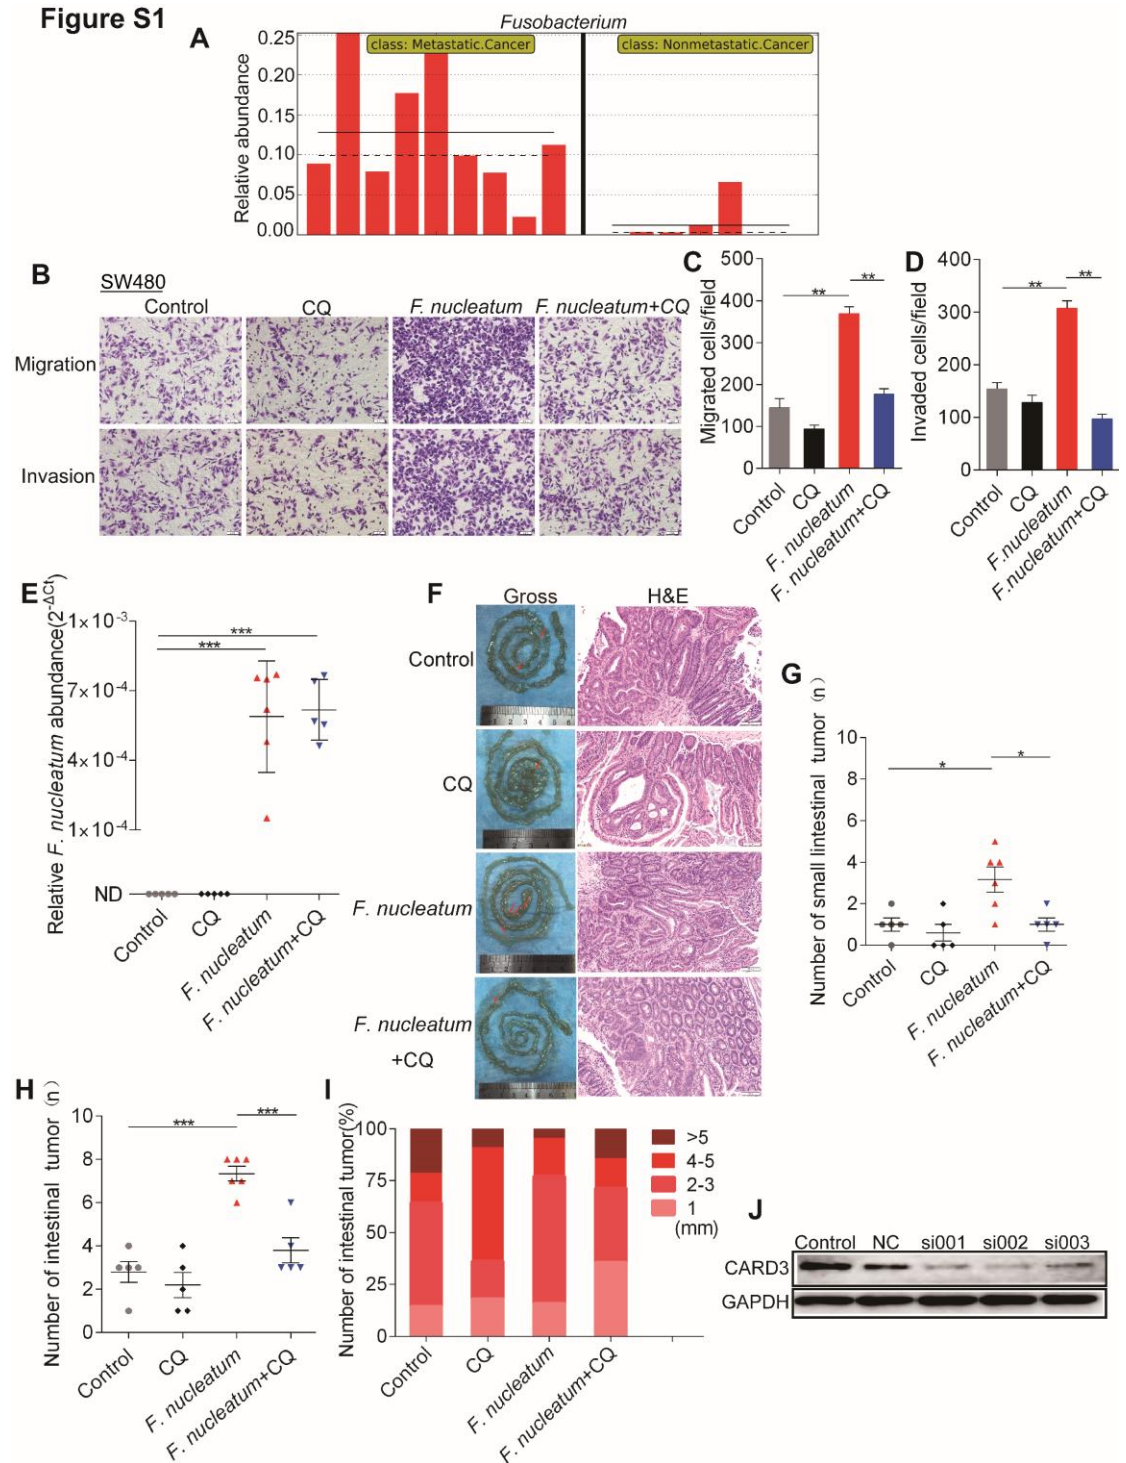 Figure S1
A
Fusobacterium
class: Metastatic.Cancer
class: Nonmetastatic.Cancer
Relative abundance
0.25
0.20
0.15
0.10
0.05
0.00
B
SW480
Control
CQ
F. nucleatum
F. nucleatum+CQ
Migration
Invasion
C
Migrated cells/field
500
400
300
200
100
0
**
**
Control
CQ
F. nucleatum
F. nucleatum+CQ
D
Invaded cells/field
400
300
200
100
0
**
**
Control
CQ
F.nucleatum
F.nucleatum+CQ
E
Relative F. nucleatum abundance(2-ΔCt)
1×10-3
7×10-4
4×10-4
1×10-4
ND
***
***
Control
CQ
F. nucleatum
F. nucleatum+CQ
F
Gross
H&E
Control
CQ
F. nucleatum
F. nucleatum
+CQ
G
Number of small lintestinal tumor（n）
10
8
6
4
2
0
*
*
Control
CQ
F. nucleatum
F. nucleatum+CQ
H
Number of intestinal tumor（n）
10
8
6
4
2
0
***
***
Control
CQ
F. nucleatum
F. nucleatum+CQ
I
Number of intestinal tumor(%)
100
75
50
25
0
>5
4-5
2-3
1
(mm)
Control
CQ
F. nucleatum
F. nucleatum+CQ
J
Control NC si001 si002 si003
CARD3
GAPDH